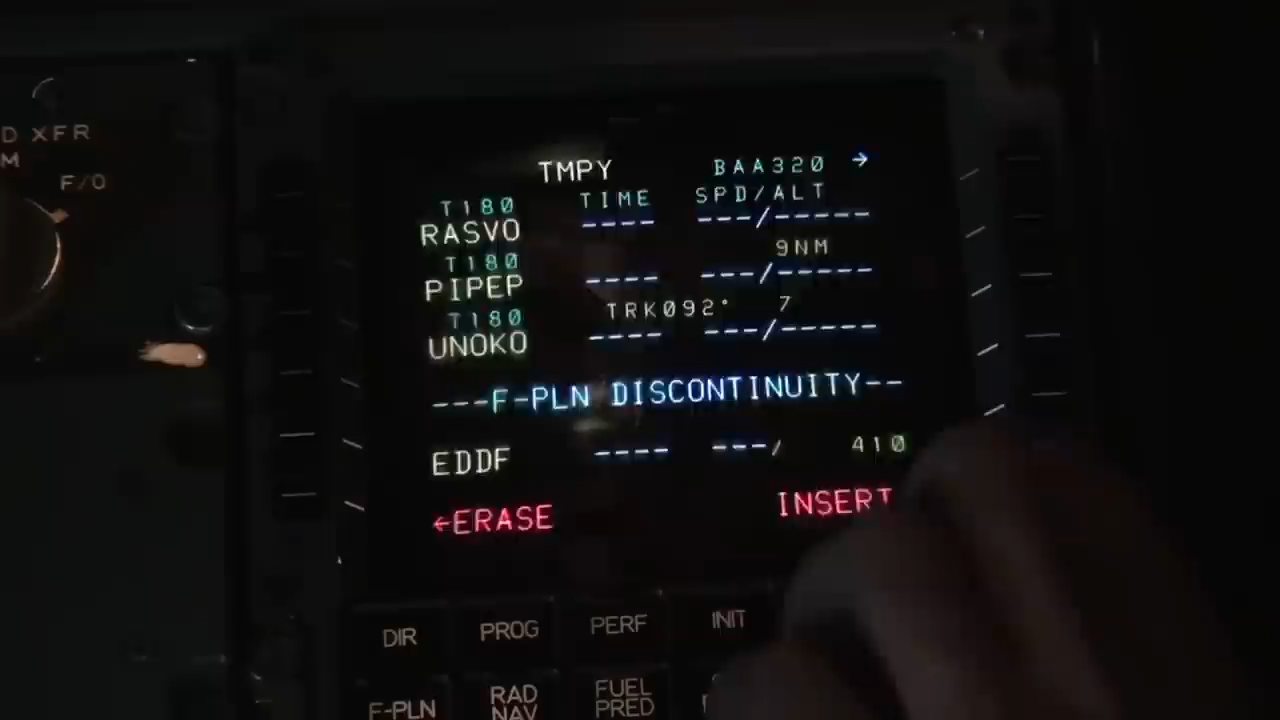 D XFR
M
F/O
TMPY BAA320 →
T180 TIME SPD/ALT
RASVO ---- ---/-----
T180 9NM
PIPEP ---- ---/-----
T180 TRK092° 7
UNOKO ---- ---/-----
---F-PLN DISCONTINUITY--
EDDF ---- ---/ 410
←ERASE INSERT
DIR PROG PERF INIT
F-PLN RAD NAV FUEL PRED